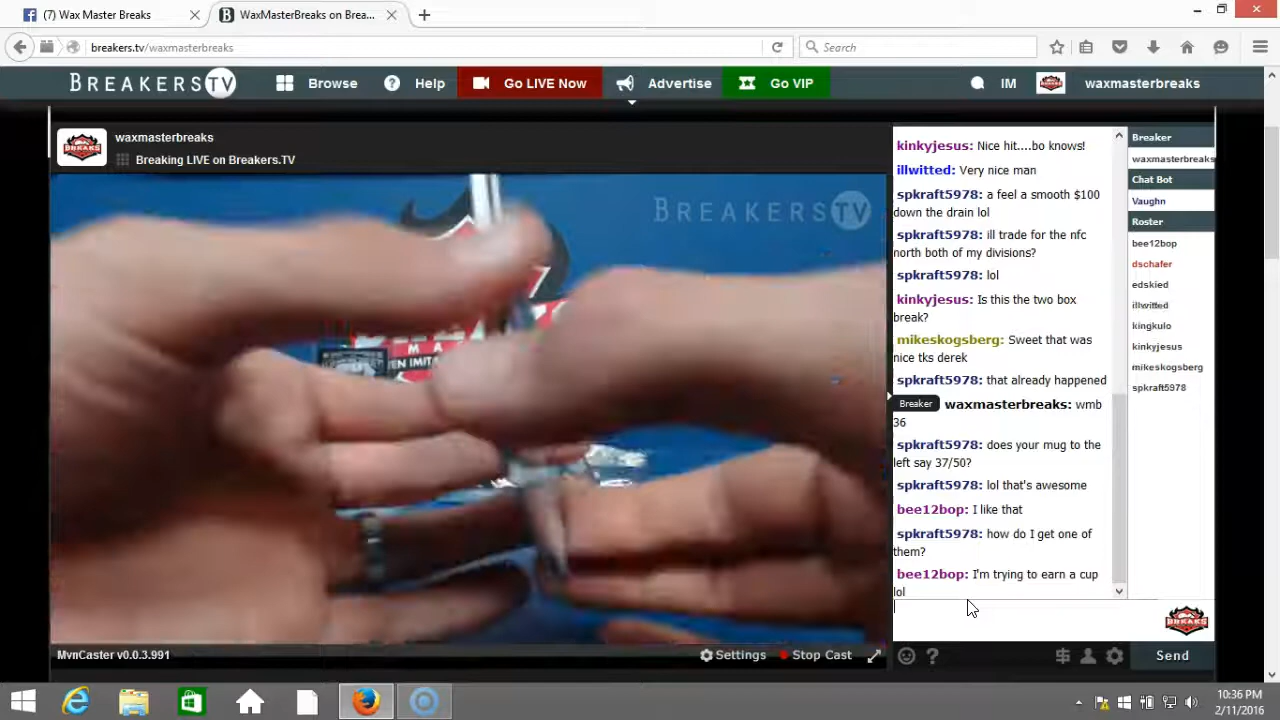 (7) Wax Master Breaks
WaxMasterBreaks on Brea...
breakers.tv/waxmasterbreaks
Search
BREAKERS TV
Browse
Help
Go LIVE Now
Advertise
Go VIP
IM
waxmasterbreaks
waxmasterbreaks
Breaking LIVE on Breakers.TV
BREAKERS TV
M A
EN IMIT
kinkyjesus: Nice hit....bo knows!
illwitted: Very nice man
spkraft5978: a feel a smooth $100
down the drain lol
spkraft5978: ill trade for the nfc
north both of my divisions?
spkraft5978: lol
kinkyjesus: Is this the two box
break?
mikeskogsberg: Sweet that was
nice tks derek
spkraft5978: that already happened
Breaker waxmasterbreaks: wmb
36
spkraft5978: does your mug to the
left say 37/50?
spkraft5978: lol that's awesome
bee12bop: I like that
spkraft5978: how do I get one of
them?
bee12bop: I'm trying to earn a cup
lol
Breaker
waxmasterbreaks
Chat Bot
Vaughn
Roster
bee12bop
dschafer
edskied
illwitted
kingkulo
kinkyjesus
mikeskogsberg
spkraft5978
BREAKS
MvnCaster v0.0.3.991
Settings
Stop Cast
Send
10:36 PM
2/11/2016